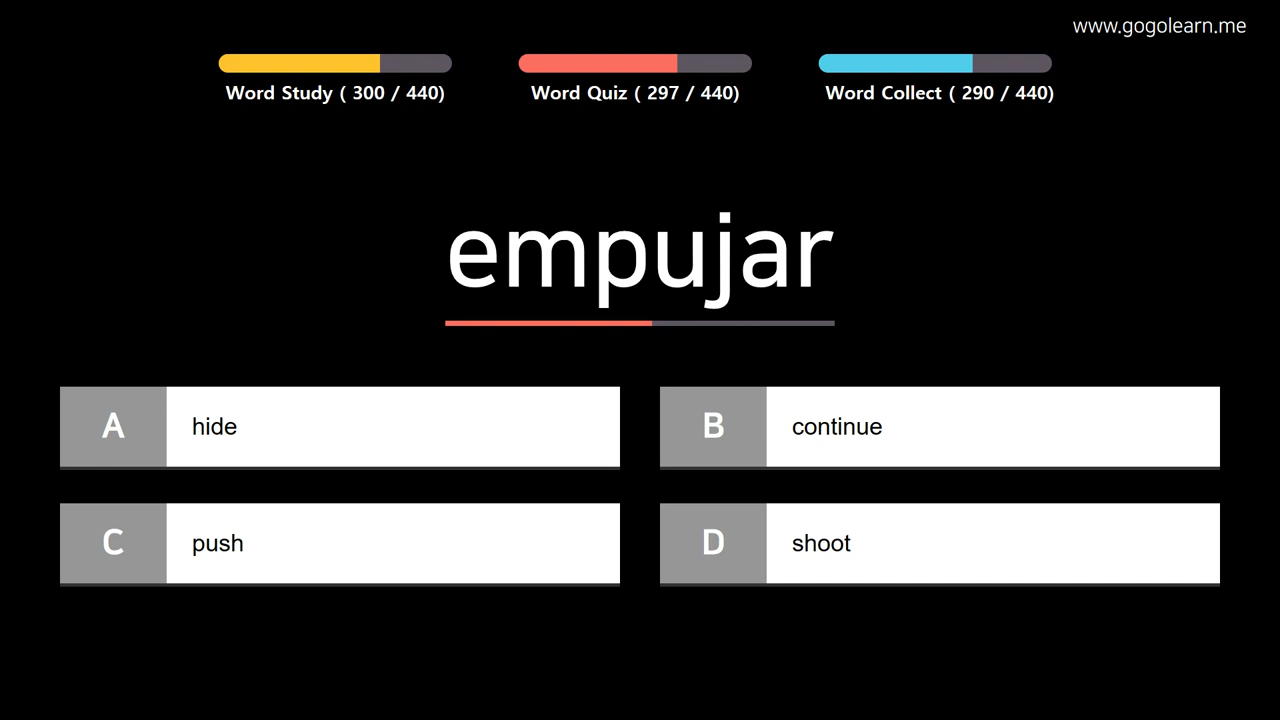 www.gogolearn.me
Word Study ( 300 / 440)
Word Quiz ( 297 / 440)
Word Collect ( 290 / 440)
empujar
A hide
B continue
C push
D shoot